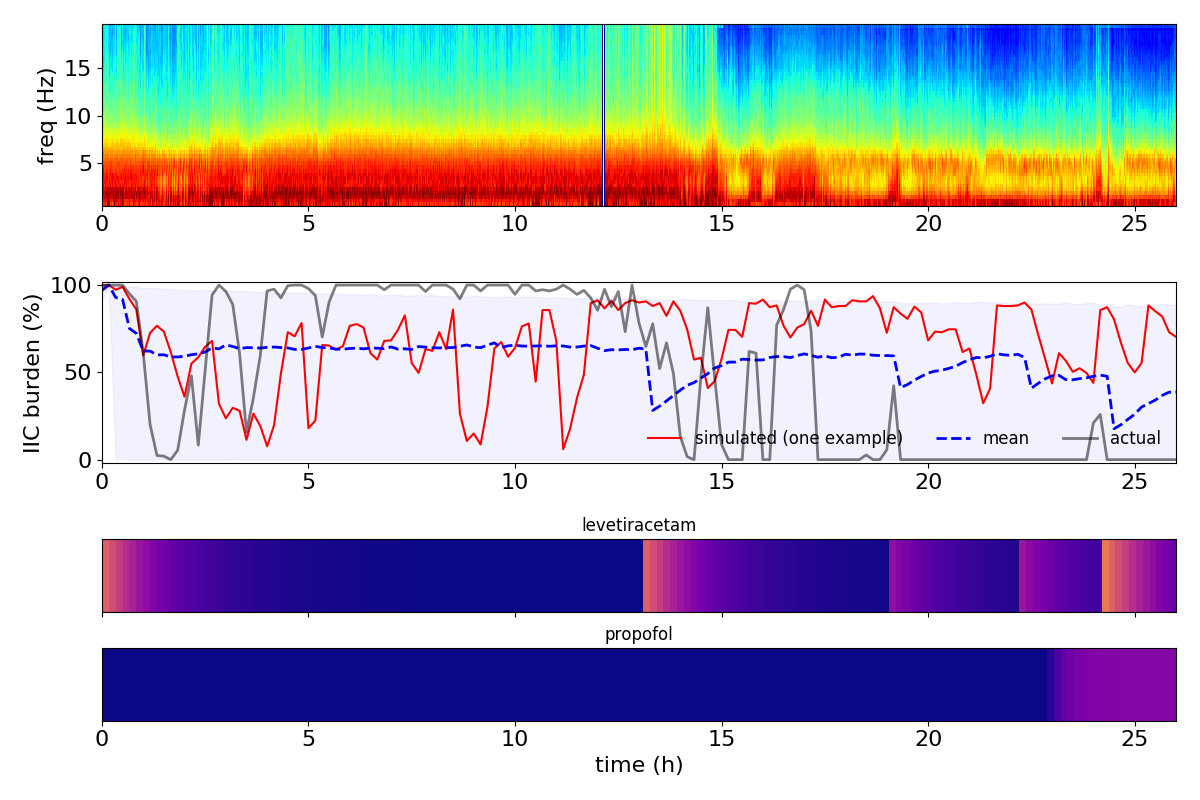 freq (Hz)
15
10
5
0 5 10 15 20 25
IIC burden (%)
100
50
0
simulated (one example) mean actual
0 5 10 15 20 25
levetiracetam
propofol
0 5 10 15 20 25
time (h)